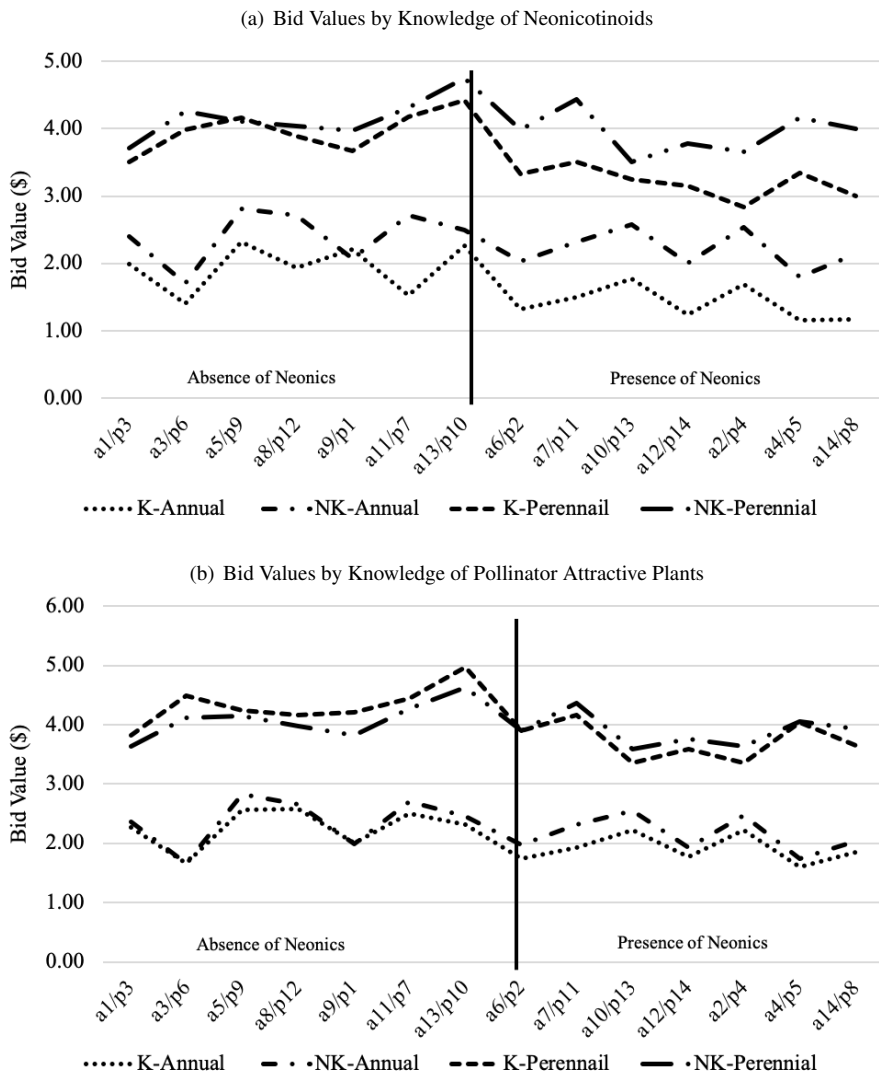 (a) Bid Values by Knowledge of Neonicotinoids
5.00
4.00
3.00
2.00
1.00
0.00
Bid Value ($)
Absence of Neonics
Presence of Neonics
a1/p3
a3/p6
a5/p9
a8/p12
a9/p1
a11/p7
a13/p10
a6/p2
a7/p11
a10/p13
a12/p14
a2/p4
a4/p5
a14/p8
K-Annual
NK-Annual
K-Perennail
NK-Perennial
(b) Bid Values by Knowledge of Pollinator Attractive Plants
6.00
5.00
4.00
3.00
2.00
1.00
0.00
Bid Value ($)
Absence of Neonics
Presence of Neonics
a1/p3
a3/p6
a5/p9
a8/p12
a9/p1
a11/p7
a13/p10
a6/p2
a7/p11
a10/p13
a12/p14
a2/p4
a4/p5
a14/p8
K-Annual
NK-Annual
K-Perennail
NK-Perennial